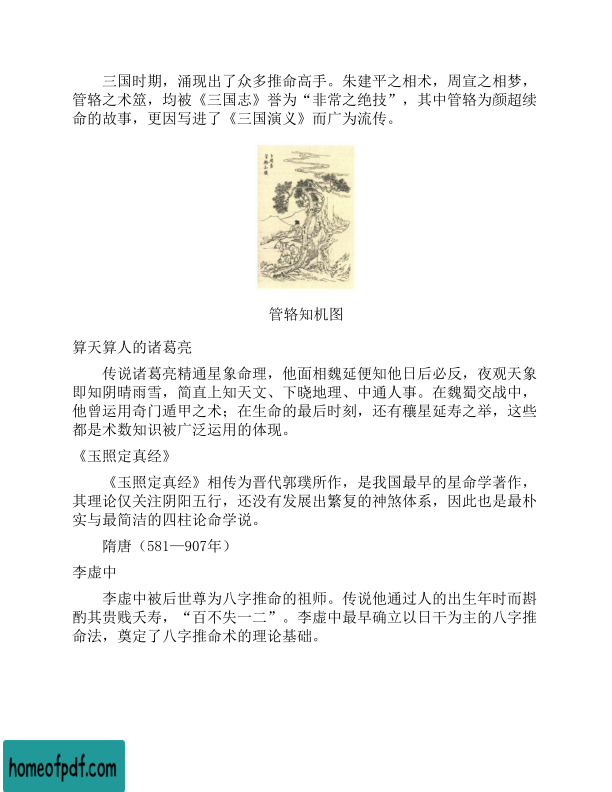 三国时期，涌现出了众多推命高手。朱建平之相术，周宣之相梦，
管辂之术筮，均被《三国志》誉为“非常之绝技”，其中管辂为颜超续
命的故事，更因写进了《三国演义》而广为流传。
管辂知机图
算天算人的诸葛亮
传说诸葛亮精通星象命理，他面相魏延便知他日后必反，夜观天象
即知阴晴雨雪，简直上知天文、下晓地理、中通人事。在魏蜀交战中，
他曾运用奇门遁甲之术；在生命的最后时刻，还有禳星延寿之举，这些
都是术数知识被广泛运用的体现。
《玉照定真经》
《玉照定真经》相传为晋代郭璞所作，是我国最早的星命学著作，
其理论仅关注阴阳五行，还没有发展出繁复的神煞体系，因此也是最朴
实与最简洁的四柱论命学说。
隋唐（581—907年）
李虚中
李虚中被后世尊为八字推命的祖师。传说他通过人的出生年时而斟
酌其贵贱夭寿，“百不失一二”。李虚中最早确立以日干为主的八字推
命法，奠定了八字推命术的理论基础。
homeofpdf.com